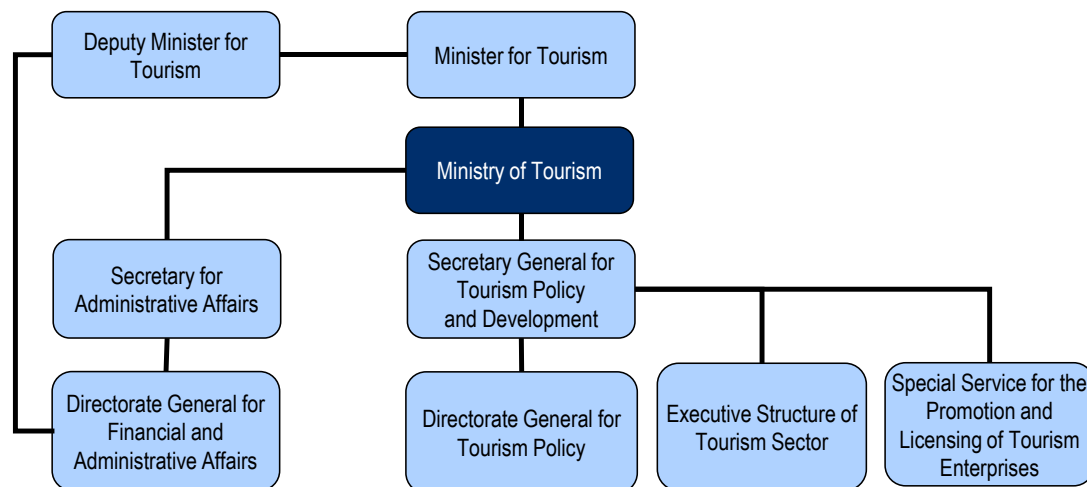 Deputy Minister for
Tourism
Minister for Tourism
Ministry of Tourism
Secretary for
Administrative Affairs
Secretary General for
Tourism Policy
and Development
Directorate General for
Financial and
Administrative Affairs
Directorate General for
Tourism Policy
Executive Structure of
Tourism Sector
Special Service for the
Promotion and
Licensing of Tourism
Enterprises